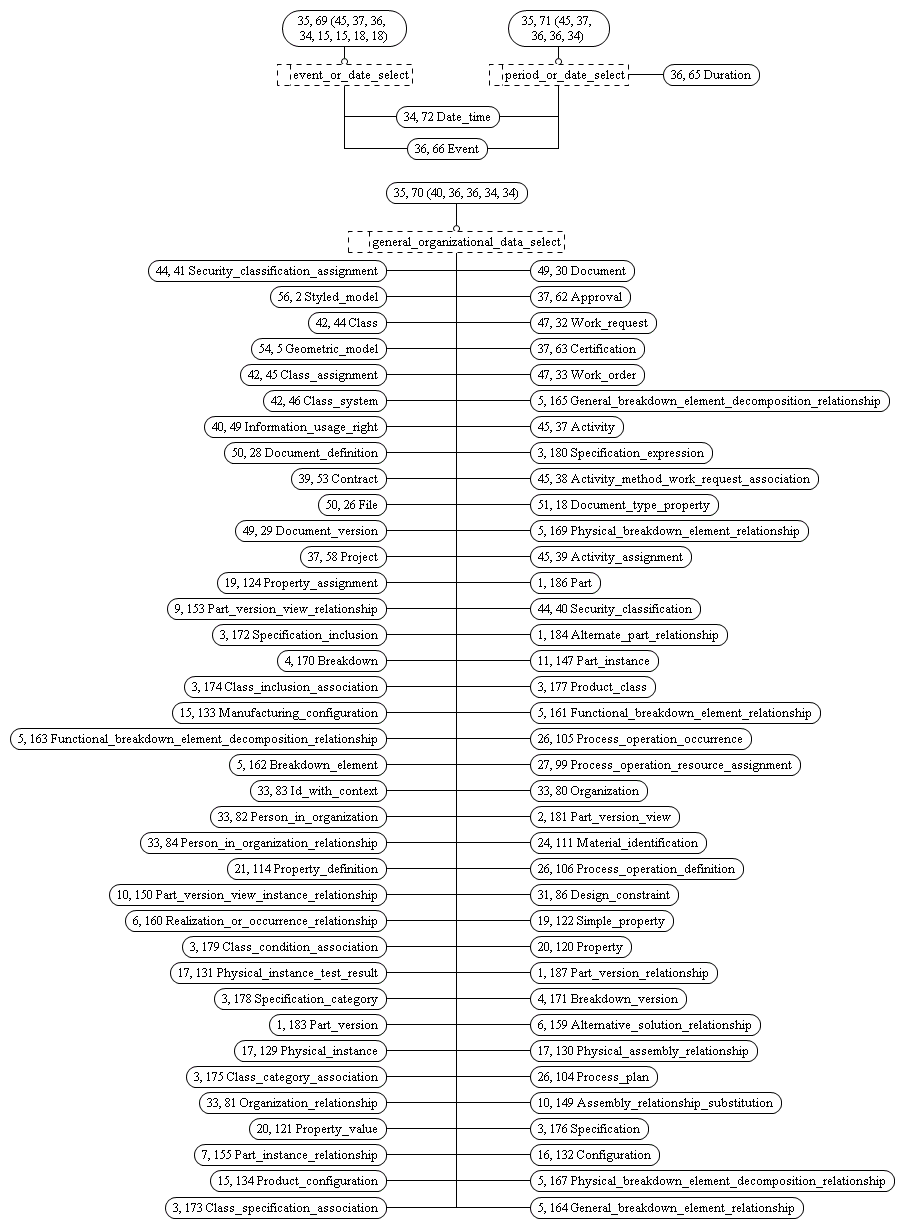 35, 69 (45, 37, 36,
34, 15, 15, 18, 18)
35, 71 (45, 37,
36, 36, 34)
event_or_date_select
period_or_date_select
36, 65 Duration
34, 72 Date_time
36, 66 Event
35, 70 (40, 36, 36, 34, 34)
general_organizational_data_select
44, 41 Security_classification_assignment
49, 30 Document
56, 2 Styled_model
37, 62 Approval
42, 44 Class
47, 32 Work_request
54, 5 Geometric_model
37, 63 Certification
42, 45 Class_assignment
47, 33 Work_order
42, 46 Class_system
5, 165 General_breakdown_element_decomposition_relationship
40, 49 Information_usage_right
45, 37 Activity
50, 28 Document_definition
3, 180 Specification_expression
39, 53 Contract
45, 38 Activity_method_work_request_association
50, 26 File
51, 18 Document_type_property
49, 29 Document_version
5, 169 Physical_breakdown_element_relationship
37, 58 Project
45, 39 Activity_assignment
19, 124 Property_assignment
1, 186 Part
9, 153 Part_version_view_relationship
44, 40 Security_classification
3, 172 Specification_inclusion
1, 184 Alternate_part_relationship
4, 170 Breakdown
11, 147 Part_instance
3, 174 Class_inclusion_association
3, 177 Product_class
15, 133 Manufacturing_configuration
5, 161 Functional_breakdown_element_relationship
5, 163 Functional_breakdown_element_decomposition_relationship
26, 105 Process_operation_occurrence
5, 162 Breakdown_element
27, 99 Process_operation_resource_assignment
33, 83 Id_with_context
33, 80 Organization
33, 82 Person_in_organization
2, 181 Part_version_view
33, 84 Person_in_organization_relationship
24, 111 Material_identification
21, 114 Property_definition
26, 106 Process_operation_definition
10, 150 Part_version_view_instance_relationship
31, 86 Design_constraint
6, 160 Realization_or_occurrence_relationship
19, 122 Simple_property
3, 179 Class_condition_association
20, 120 Property
17, 131 Physical_instance_test_result
1, 187 Part_version_relationship
3, 178 Specification_category
4, 171 Breakdown_version
1, 183 Part_version
6, 159 Alternative_solution_relationship
17, 129 Physical_instance
17, 130 Physical_assembly_relationship
3, 175 Class_category_association
26, 104 Process_plan
33, 81 Organization_relationship
10, 149 Assembly_relationship_substitution
20, 121 Property_value
3, 176 Specification
7, 155 Part_instance_relationship
16, 132 Configuration
15, 134 Product_configuration
5, 167 Physical_breakdown_element_decomposition_relationship
3, 173 Class_specification_association
5, 164 General_breakdown_element_relationship